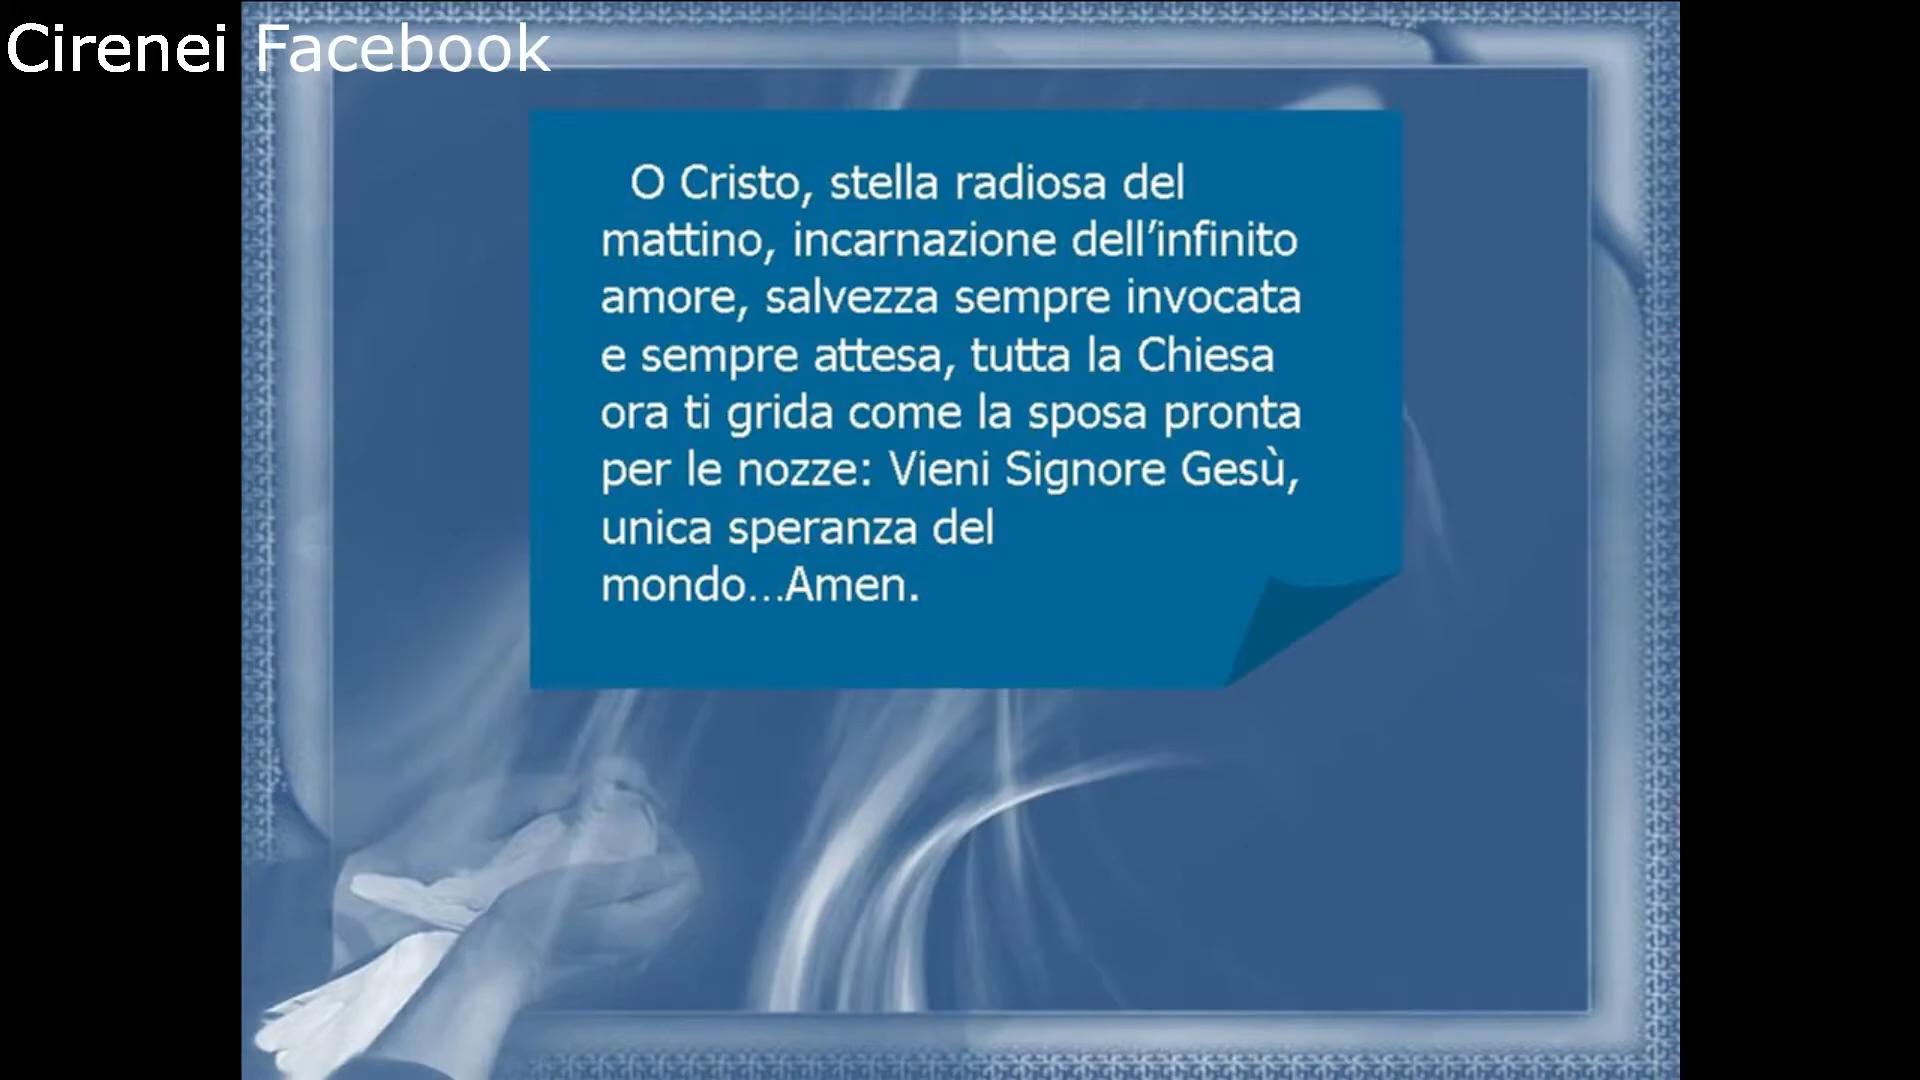 Cirenei Facebook
O Cristo, stella radiosa del
mattino, incarnazione dell’infinito
amore, salvezza sempre invocata
e sempre attesa, tutta la Chiesa
ora ti grida come la sposa pronta
per le nozze: Vieni Signore Gesù,
unica speranza del
mondo...Amen.